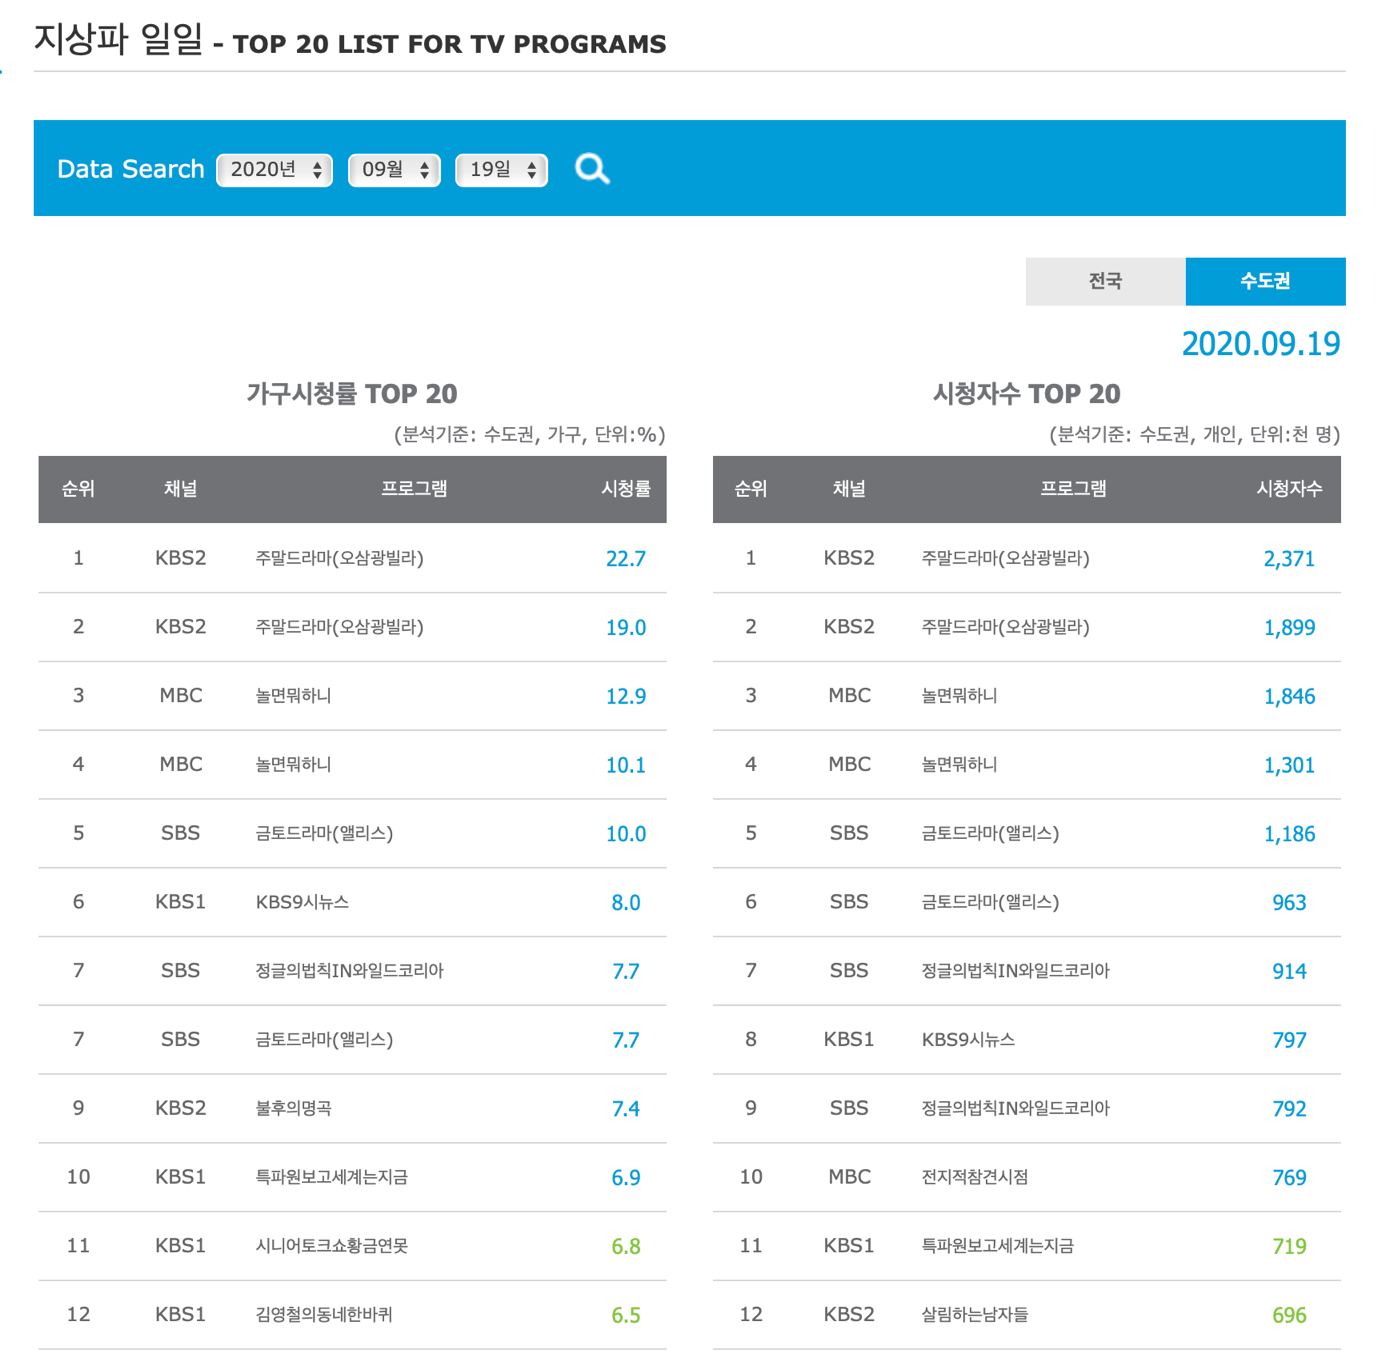 지상파 일일 - TOP 20 LIST FOR TV PROGRAMS
Data Search 2020년 09월 19일
전국 수도권
2020.09.19
가구시청률 TOP 20
(분석기준: 수도권, 가구, 단위:%)
순위 채널 프로그램 시청률
1 KBS2 주말드라마(오삼광빌라) 22.7
2 KBS2 주말드라마(오삼광빌라) 19.0
3 MBC 놀면뭐하니 12.9
4 MBC 놀면뭐하니 10.1
5 SBS 금토드라마(앨리스) 10.0
6 KBS1 KBS9시뉴스 8.0
7 SBS 정글의법칙IN와일드코리아 7.7
7 SBS 금토드라마(앨리스) 7.7
9 KBS2 불후의명곡 7.4
10 KBS1 특파원보고세계는지금 6.9
11 KBS1 시니어토크쇼황금연못 6.8
12 KBS1 김영철의동네한바퀴 6.5
시청자수 TOP 20
(분석기준: 수도권, 개인, 단위:천 명)
순위 채널 프로그램 시청자수
1 KBS2 주말드라마(오삼광빌라) 2,371
2 KBS2 주말드라마(오삼광빌라) 1,899
3 MBC 놀면뭐하니 1,846
4 MBC 놀면뭐하니 1,301
5 SBS 금토드라마(앨리스) 1,186
6 SBS 금토드라마(앨리스) 963
7 SBS 정글의법칙IN와일드코리아 914
8 KBS1 KBS9시뉴스 797
9 SBS 정글의법칙IN와일드코리아 792
10 MBC 전지적참견시점 769
11 KBS1 특파원보고세계는지금 719
12 KBS2 살림하는남자들 696